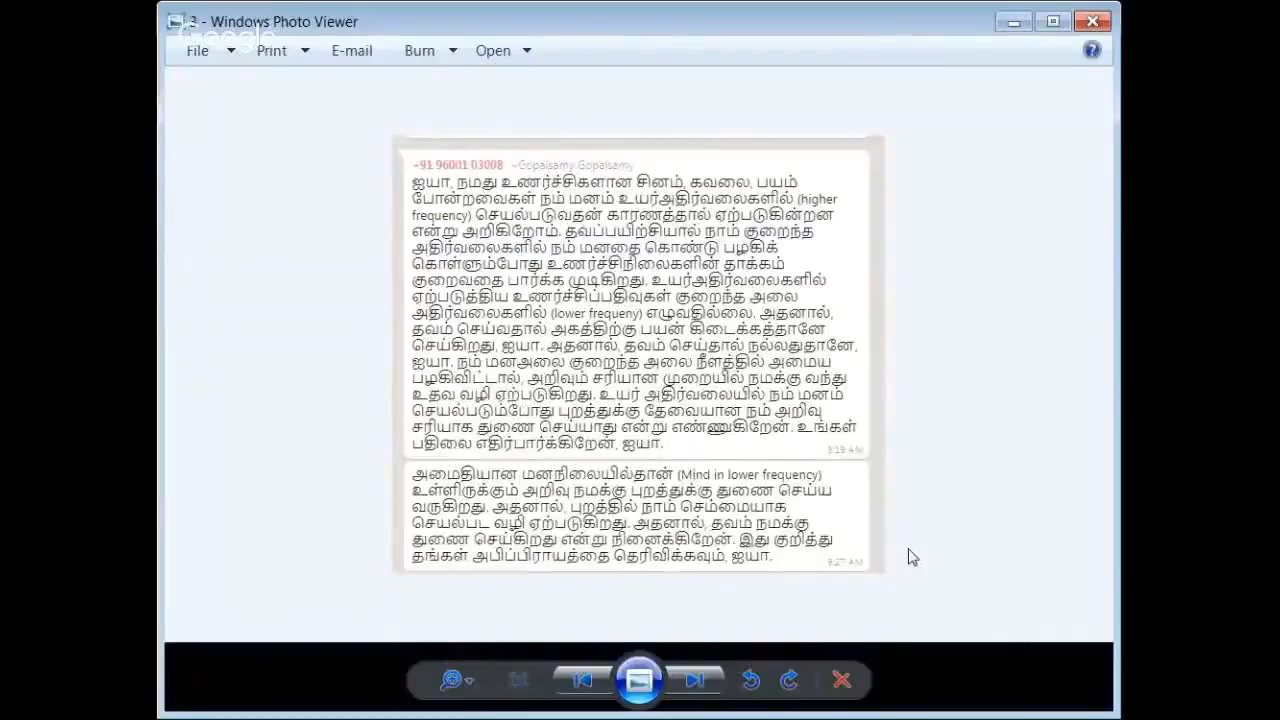 3 - Windows Photo Viewer
Google
File Print E-mail Burn Open
+91 96001 03008 ~Gopalsamy Gopalsamy
ஐயா, நமது உணர்ச்சிகளான சினம், கவலை, பயம்
போன்றவைகள் நம் மனம் உயர்அதிர்வலைகளில் (higher
frequency) செயல்படுவதன் காரணத்தால் ஏற்படுகின்றன
என்று அறிகிறோம். தவப்பயிற்சியால் நாம் குறைந்த
அதிர்வலைகளில் நம் மனதை கொண்டு பழகிக்
கொள்ளும்போது உணர்ச்சிநிலைகளின் தாக்கம்
குறைவதை பார்க்க முடிகிறது. உயர்அதிர்வலைகளில்
ஏற்படுத்திய உணர்ச்சிப்பதிவுகள் குறைந்த அலை
அதிர்வலைகளில் (lower frequeny) எழுவதில்லை. அதனால்,
தவம் செய்வதால் அகத்திற்கு பயன் கிடைக்கத்தானே
செய்கிறது, ஐயா. அதனால், தவம் செய்தால் நல்லதுதானே,
ஐயா, நம் மனஅலை குறைந்த அலை நீளத்தில் அமைய
பழகிவிட்டால், அறிவும் சரியான முறையில் நமக்கு வந்து
உதவ வழி ஏற்படுகிறது. உயர் அதிர்வலையில் நம் மனம்
செயல்படும்போது புறத்துக்கு தேவையான நம் அறிவு
சரியாக துணை செய்யாது என்று எண்ணுகிறேன். உங்கள்
பதிலை எதிர்பார்க்கிறேன், ஐயா.
9:19 AM
அமைதியான மனநிலையில்தான் (Mind in lower frequency)
உள்ளிருக்கும் அறிவு நமக்கு புறத்துக்கு துணை செய்ய
வருகிறது. அதனால், புறத்தில் நாம் செம்மையாக
செயல்பட வழி ஏற்படுகிறது. அதனால், தவம் நமக்கு
துணை செய்கிறது என்று நினைக்கிறேன். இது குறித்து
தங்கள் அபிப்பிராயத்தை தெரிவிக்கவும், ஐயா.
9:27 AM